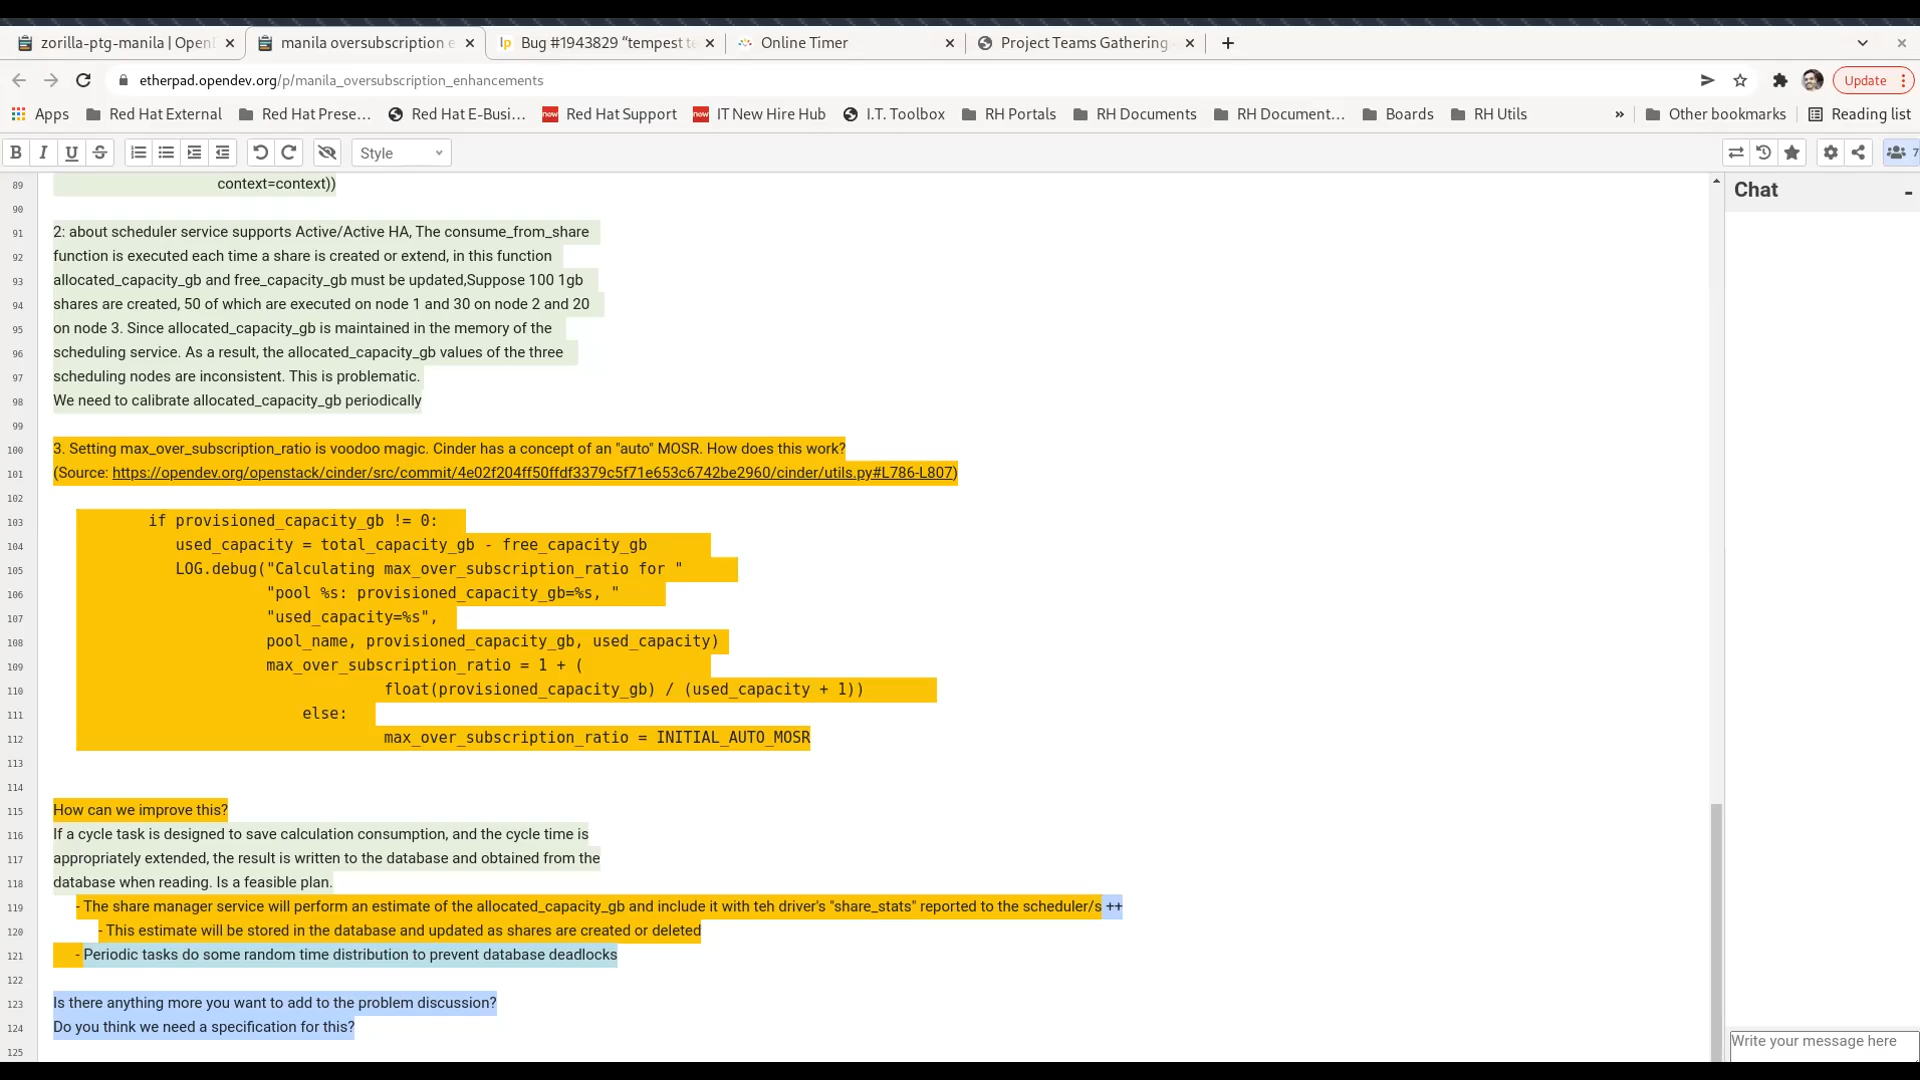 zorilla-ptg-manila | OpenD
manila oversubscription e
Bug #1943829 “tempest te
Online Timer
Project Teams Gathering
etherpad.opendev.org/p/manila_oversubscription_enhancements
Update
Apps
Red Hat External
Red Hat Prese…
Red Hat E-Busi…
now
Red Hat Support
now
IT New Hire Hub
I.T. Toolbox
RH Portals
RH Documents
RH Document…
Boards
RH Utils
»
Other bookmarks
Reading list
B I U S
Style
7
Chat
-
89 context=context))
90
91 2: about scheduler service supports Active/Active HA, The consume_from_share
92 function is executed each time a share is created or extend, in this function
93 allocated_capacity_gb and free_capacity_gb must be updated,Suppose 100 1gb
94 shares are created, 50 of which are executed on node 1 and 30 on node 2 and 20
95 on node 3. Since allocated_capacity_gb is maintained in the memory of the
96 scheduling service. As a result, the allocated_capacity_gb values of the three
97 scheduling nodes are inconsistent. This is problematic.
98 We need to calibrate allocated_capacity_gb periodically
99
100 3. Setting max_over_subscription_ratio is voodoo magic. Cinder has a concept of an "auto" MOSR. How does this work?
101 (Source: https://opendev.org/openstack/cinder/src/commit/4e02f204ff50ffdf3379c5f71e653c6742be2960/cinder/utils.py#L786-L807)
102
103 if provisioned_capacity_gb != 0:
104 used_capacity = total_capacity_gb - free_capacity_gb
105 LOG.debug("Calculating max_over_subscription_ratio for "
106 "pool %s: provisioned_capacity_gb=%s, "
107 "used_capacity=%s",
108 pool_name, provisioned_capacity_gb, used_capacity)
109 max_over_subscription_ratio = 1 + (
110 float(provisioned_capacity_gb) / (used_capacity + 1))
111 else:
112 max_over_subscription_ratio = INITIAL_AUTO_MOSR
113
114
115 How can we improve this?
116 If a cycle task is designed to save calculation consumption, and the cycle time is
117 appropriately extended, the result is written to the database and obtained from the
118 database when reading. Is a feasible plan.
119 - The share manager service will perform an estimate of the allocated_capacity_gb and include it with teh driver's "share_stats" reported to the scheduler/s ++
120 - This estimate will be stored in the database and updated as shares are created or deleted
121 - Periodic tasks do some random time distribution to prevent database deadlocks
122
123 Is there anything more you want to add to the problem discussion?
124 Do you think we need a specification for this?
125
Write your message here